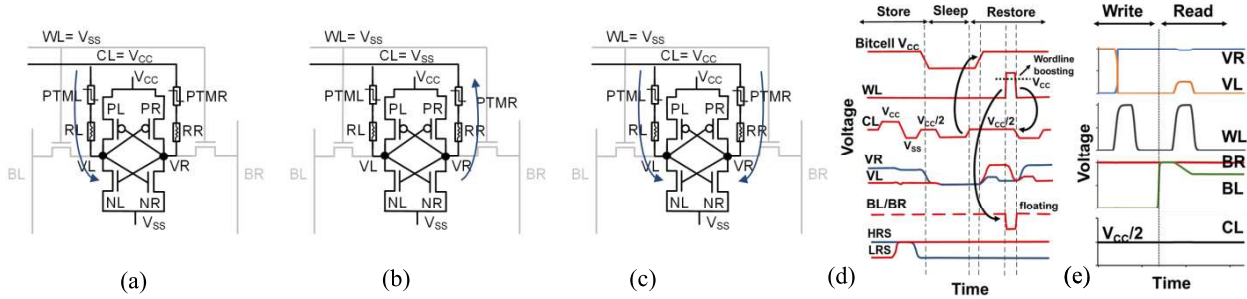 WL= VSS
CL= VCC
VCC
PTML
PL
PR
PTMR
RL
RR
VL
VR
BL
BR
NL
NR
VSS
(a)
WL= VSS
CL= VCC
VCC
PTML
PL
PR
PTMR
RL
RR
VL
VR
BL
BR
NL
NR
VSS
(b)
WL= VSS
CL= VCC
VCC
PTML
PL
PR
PTMR
RL
RR
VL
VR
BL
BR
NL
NR
VSS
(c)
Store Sleep Restore
Bitcell VCC
Wordline
boosting
VCC
WL
VCC
CL
VCC/2
VCC/2
VSS
VR
VL
BL/BR
floating
HRS
LRS
Voltage
Time
(d)
Write Read
VR
VL
WL
BR
BL
VCC/2
CL
Voltage
Time
(e)